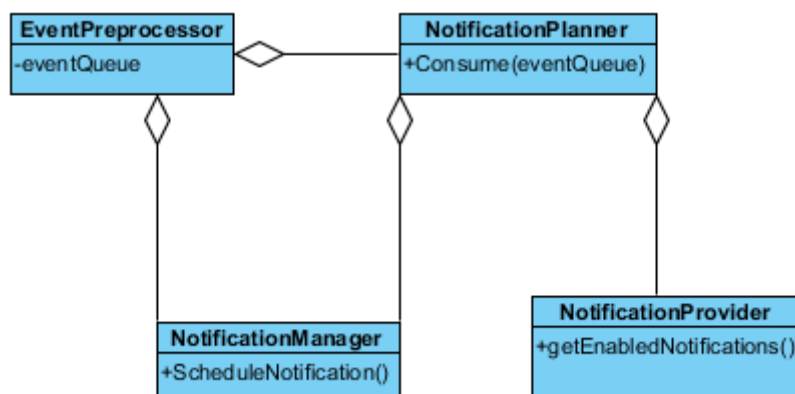 EventPreprocessor
-eventQueue
NotificationPlanner
+Consume(eventQueue)
NotificationManager
+ScheduleNotification()
NotificationProvider
+getEnabledNotifications()